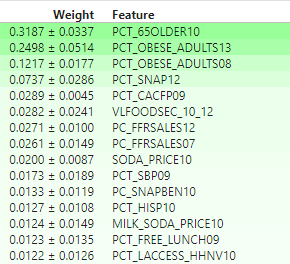 Weight Feature
0.3187 ± 0.0337 PCT_65OLDER10
0.2498 ± 0.0514 PCT_OBESE_ADULTS13
0.1217 ± 0.0177 PCT_OBESE_ADULTS08
0.0737 ± 0.0286 PCT_SNAP12
0.0289 ± 0.0045 PCT_CACFP09
0.0282 ± 0.0241 VLFOODSEC_10_12
0.0271 ± 0.0100 PC_FFRSALES12
0.0261 ± 0.0149 PC_FFRSALES07
0.0200 ± 0.0087 SODA_PRICE10
0.0173 ± 0.0189 PCT_SBP09
0.0133 ± 0.0119 PC_SNAPBEN10
0.0127 ± 0.0108 PCT_HISP10
0.0124 ± 0.0149 MILK_SODA_PRICE10
0.0123 ± 0.0135 PCT_FREE_LUNCH09
0.0122 ± 0.0126 PCT_LACCESS_HHNV10